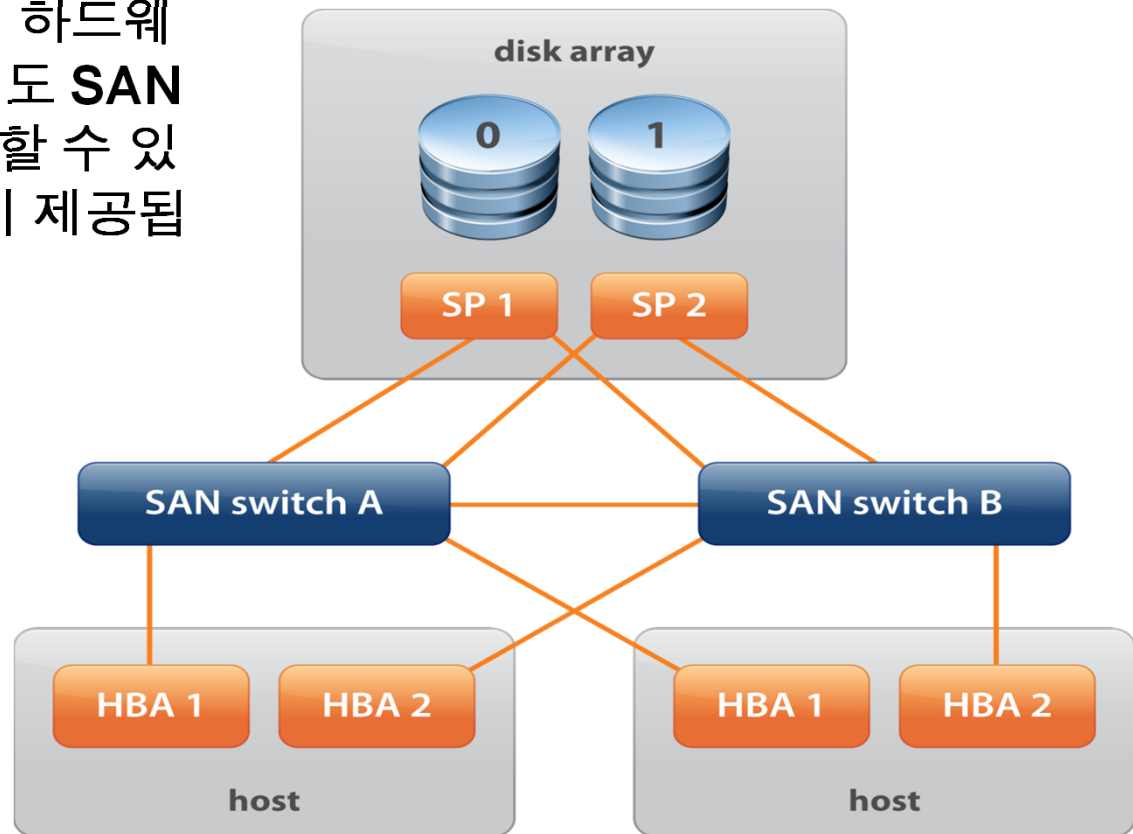 하드웨
도 SAN
할 수 있
제공됩
disk array
0 1
SP 1 SP 2
SAN switch A SAN switch B
HBA 1 HBA 2 HBA 1 HBA 2
host host